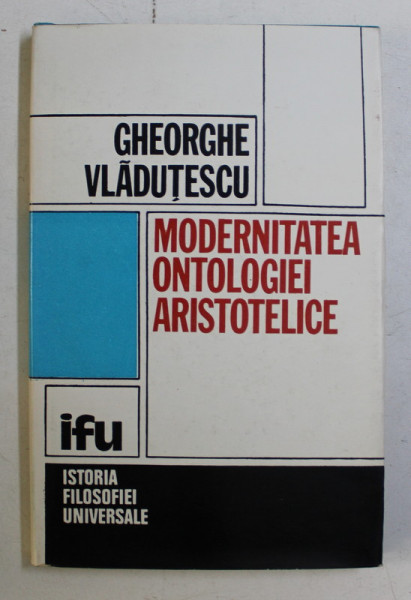 GHEORGHE
VLĂDUȚESCU
MODERNITATEA
ONTOLOGIEI
ARISTOTELICE
ifu
ISTORIA
FILOSOFIEI
UNIVERSALE